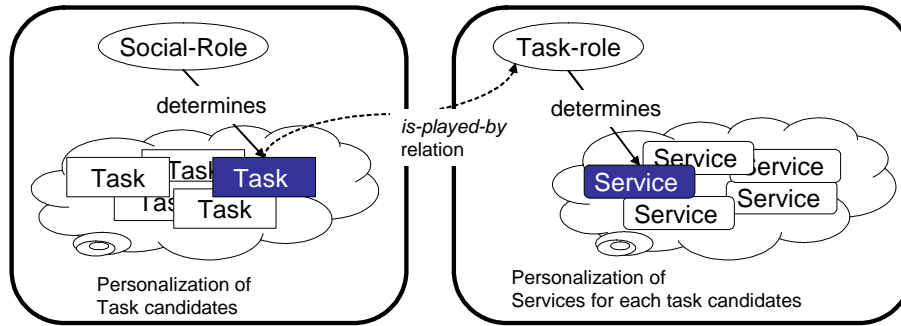 Social-Role
determines
Task
Task
Task
Task
Task
Personalization of
Task candidates
is-played-by
relation
Task-role
determines
Service
Service
Service
Service
Service
Personalization of
Services for each task candidates